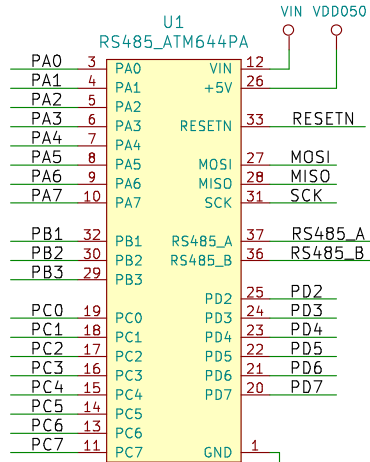 VIN VDD050
U1
RS485_ATM644PA
PA0 3 PA0 VIN 12
PA1 4 PA1 +5V 26
PA2 5 PA2
PA3 6 PA3 RESETN 33 RESETN
PA4 7 PA4
PA5 8 PA5 MOSI 27 MOSI
PA6 9 PA6 MISO 28 MISO
PA7 10 PA7 SCK 31 SCK
PB1 32 PB1 RS485_A 37 RS485_A
PB2 30 PB2 RS485_B 36 RS485_B
PB3 29 PB3
PD2 25 PD2
PC0 19 PC0 PD3 24 PD3
PC1 18 PC1 PD4 23 PD4
PC2 17 PC2 PD5 22 PD5
PC3 16 PC3 PD6 21 PD6
PC4 15 PC4 PD7 20 PD7
PC5 14 PC5
PC6 13 PC6
PC7 11 PC7 GND 1